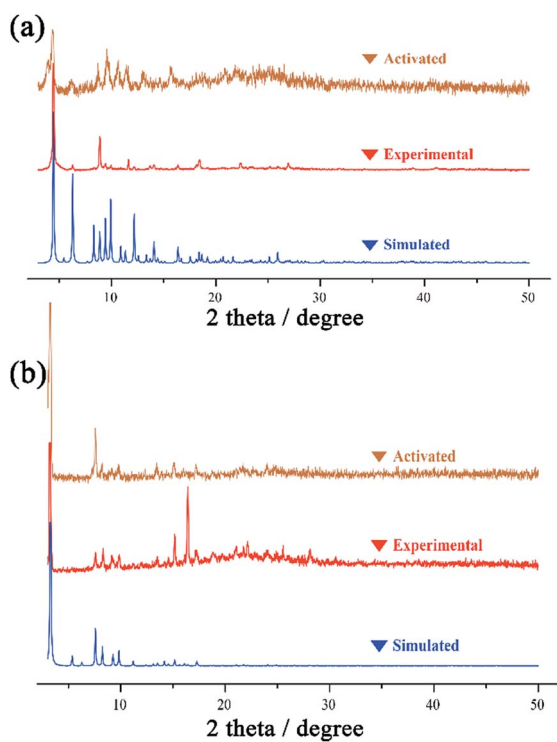 (a)
Activated
Experimental
Simulated
10 20 30 40 50
2 theta / degree
(b)
Activated
Experimental
Simulated
10 20 30 40 50
2 theta / degree